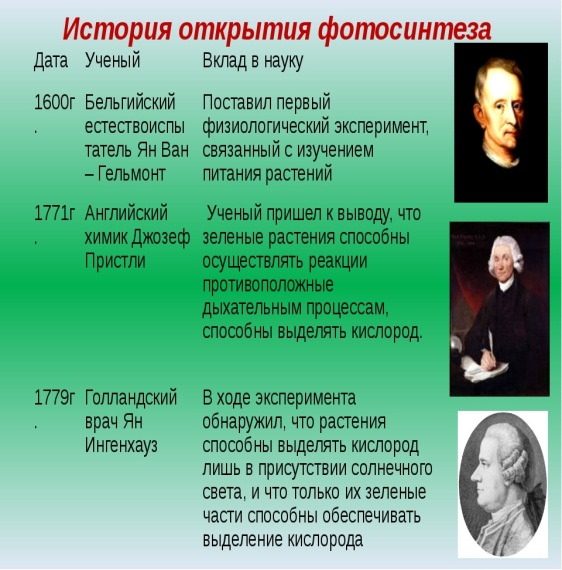 История открытия фотосинтеза
Дата Ученый Вклад в науку
1600г
.
Бельгийский
естествоиспы
татель Ян Ван
– Гельмонт
Поставил первый
физиологический эксперимент,
связанный с изучением
питания растений
1771г
.
Английский
химик Джозеф
Пристли
Ученый пришел к выводу, что
зеленые растения способны
осуществлять реакции
противоположные
дыхательным процессам,
способны выделять кислород.
1779г
.
Голландский
врач Ян
Ингенхауз
В ходе эксперимента
обнаружил, что растения
способны выделять кислород
лишь в присутствии солнечного
света, и что только их зеленые
части способны обеспечивать
выделение кислорода